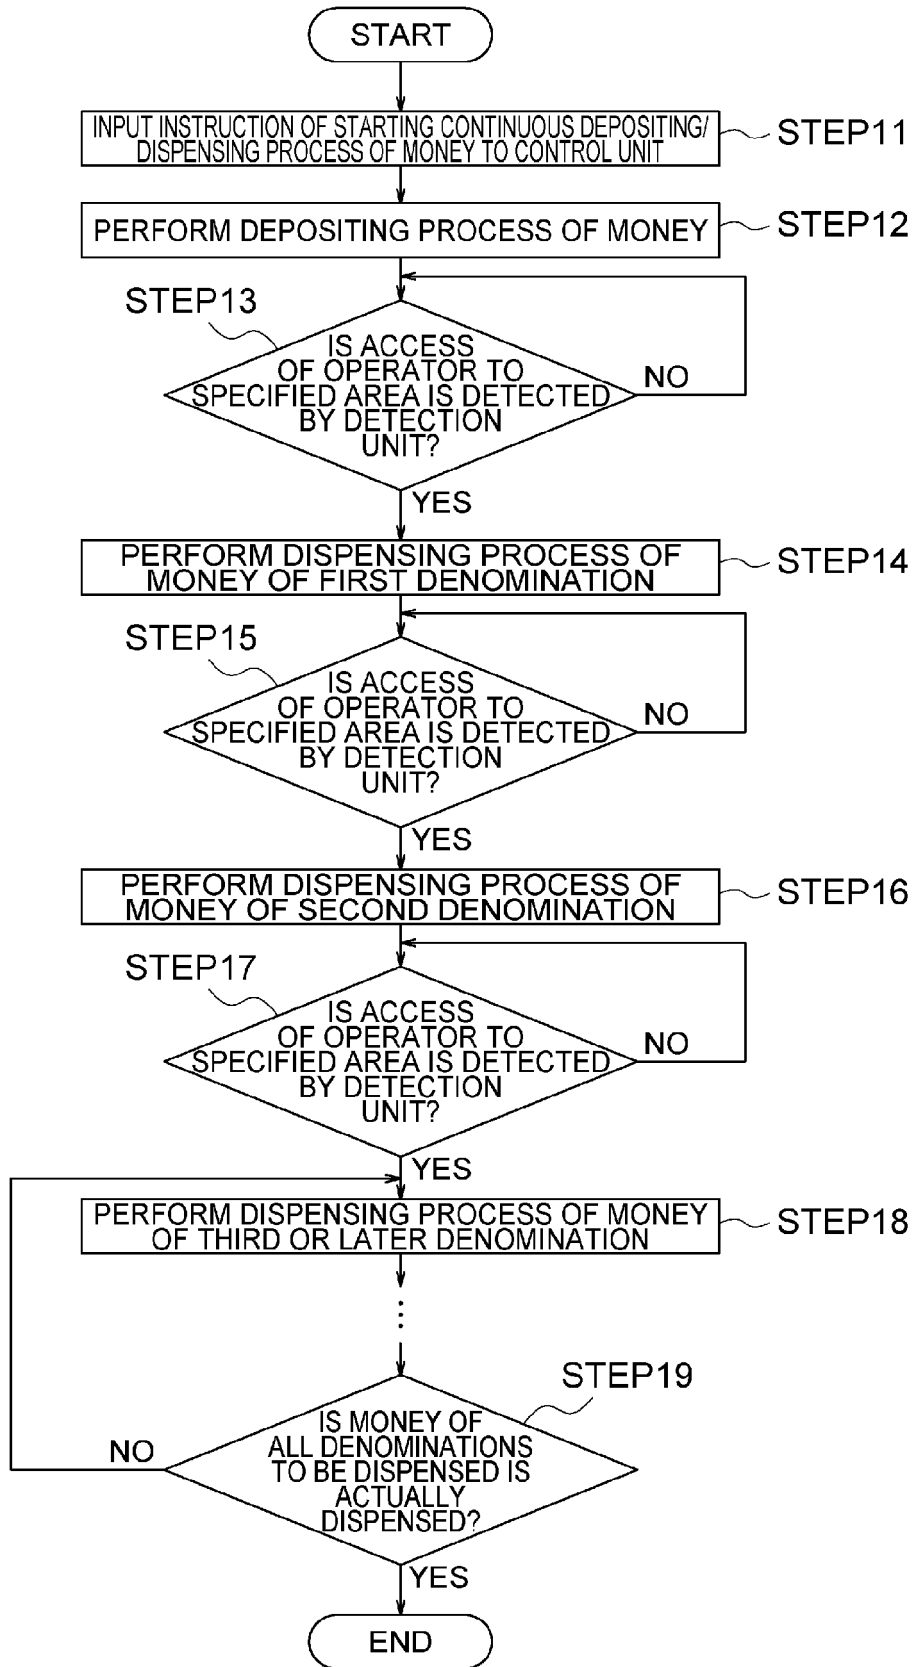 START
INPUT INSTRUCTION OF STARTING CONTINUOUS DEPOSITING/
DISPENSING PROCESS OF MONEY TO CONTROL UNIT
STEP11
PERFORM DEPOSITING PROCESS OF MONEY
STEP12
STEP13
IS ACCESS
OF OPERATOR TO
SPECIFIED AREA IS DETECTED
BY DETECTION
UNIT?
NO
YES
PERFORM DISPENSING PROCESS OF
MONEY OF FIRST DENOMINATION
STEP14
STEP15
IS ACCESS
OF OPERATOR TO
SPECIFIED AREA IS DETECTED
BY DETECTION
UNIT?
NO
YES
PERFORM DISPENSING PROCESS OF
MONEY OF SECOND DENOMINATION
STEP16
STEP17
IS ACCESS
OF OPERATOR TO
SPECIFIED AREA IS DETECTED
BY DETECTION
UNIT?
NO
YES
PERFORM DISPENSING PROCESS OF MONEY
OF THIRD OR LATER DENOMINATION
STEP18
STEP19
IS MONEY OF
ALL DENOMINATIONS
TO BE DISPENSED IS
ACTUALLY
DISPENSED?
NO
YES
END